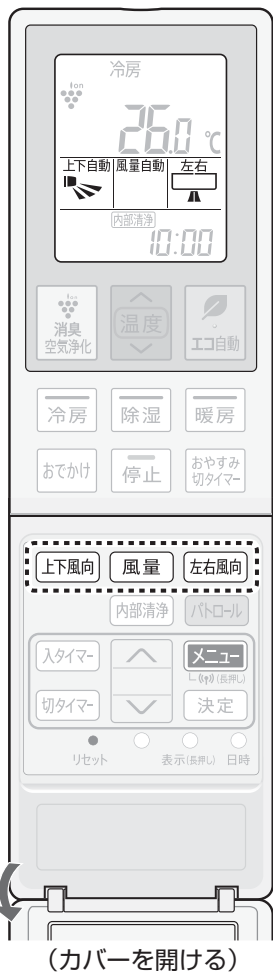 冷房
ion
26.0 ℃
上下自動 風量自動 左右
内部清浄
10:00
ion
消臭 空気浄化
温度
エコ自動
冷房 除湿 暖房
おでかけ 停止 おやすみ 切タイマー
上下風向 風量 左右風向
内部清浄 パトロール
入タイマー メニュー
(長押し)
切タイマー 決定
リセット 表示(長押し) 日時
(カバーを開ける)